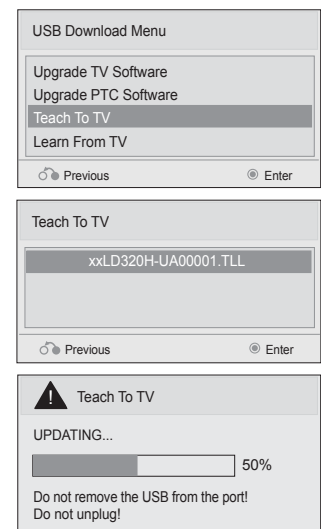 USB Download Menu
Upgrade TV Software
Upgrade PTC Software
Teach To TV
Learn From TV
Previous
Enter
Teach To TV
xxLD320H-UA00001.TLL
Previous
Enter
! Teach To TV
UPDATING...
50%
Do not remove the USB from the port!
Do not unplug!